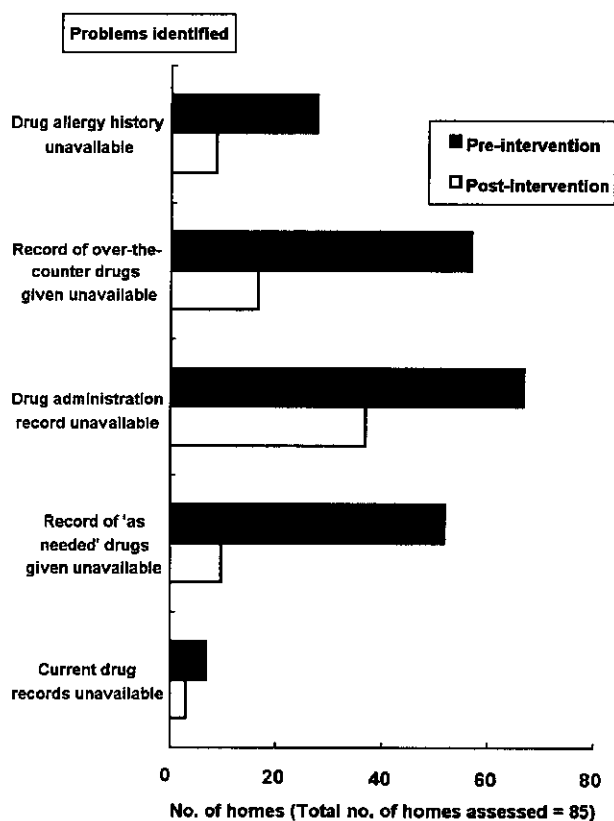 Problems identified
Drug allergy history
unavailable
Pre-intervention
Post-intervention
Record of over-the-
counter drugs
given unavailable
Drug administration
record unavailable
Record of 'as
needed' drugs
given unavailable
Current drug
records unavailable
0 20 40 60 80
No. of homes (Total no. of homes assessed = 85)